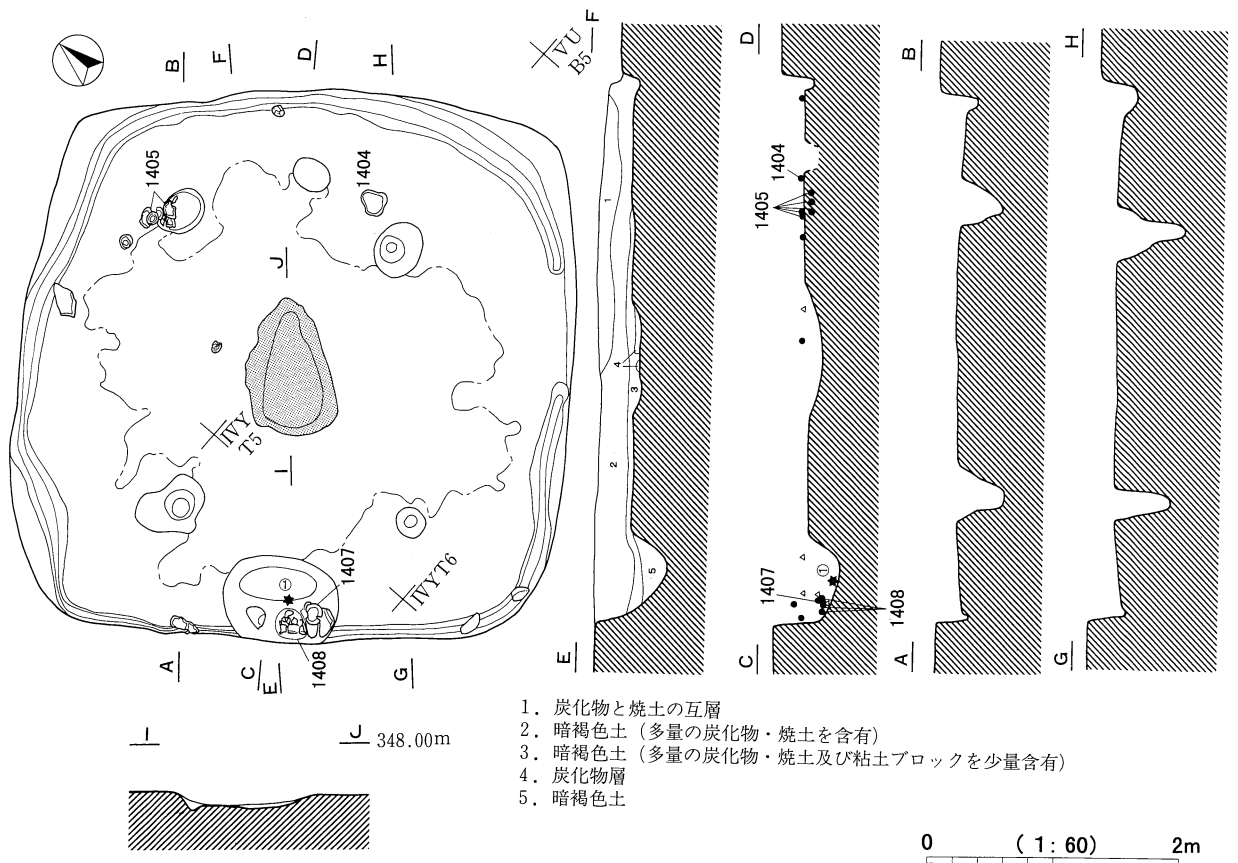 B
F
D
H
VU
B5
F
D
B
H
1405
1404
J
I
IVY
T5
IVYT6
①
1407
1408
A
C
E
G
1
4
3
2
5
E
1404
1405
1407
①
1408
C
A
G
I
J 348.00m
1. 炭化物と焼土の互層
2. 暗褐色土(多量の炭化物・焼土を含有)
3. 暗褐色土(多量の炭化物・焼土及び粘土ブロックを少量含有)
4. 炭化物層
5. 暗褐色土
0 (1:60) 2m